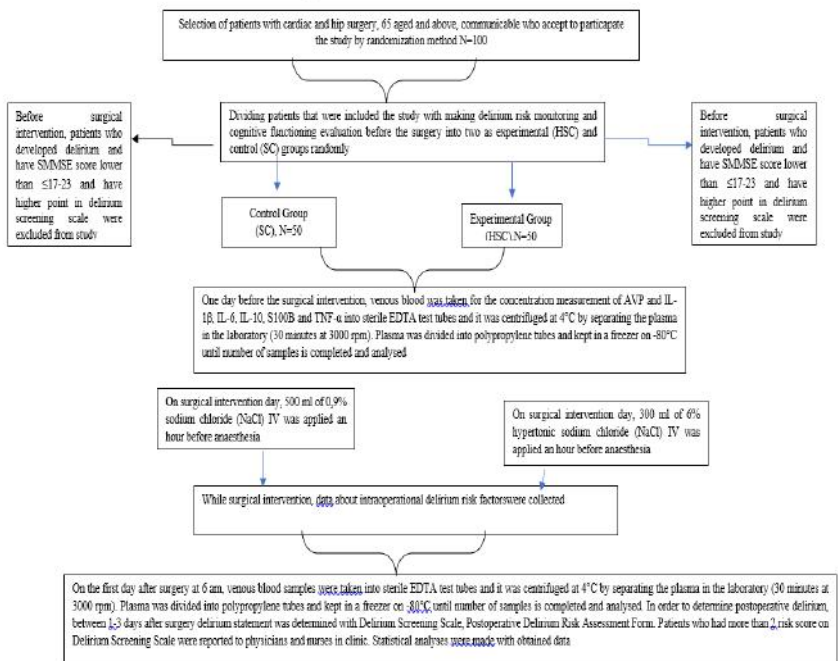 Selection of patients with cardiac and hip surgery, 65 aged and above, communicable who accept to particapate
the study by randomization method N=100
Before surgical
intervention, patients who
developed delirium and
have SMMSE score lower
than ≤17-23 and have
higher point in delirium
screening scale were
excluded from study
Dividing patients that were included the study with making delirium risk monitoring and
cognitive functioning evaluation before the surgery into two as experimental (HSC) and
control (SC) groups randomly
Before surgical
intervention, patients who
developed delirium and
have SMMSE score lower
than ≤17-23 and have
higher point in delirium
screening scale were
excluded from study
Control Group
(SC), N=50
Experimental Group
(HSC),N=50
One day before the surgical intervention, venous blood was taken for the concentration measurement of AVP and IL-
1β, IL-6, IL-10, S100B and TNF-α into sterile EDTA test tubes and it was centrifuged at 4°C by separating the plasma
in the laboratory (30 minutes at 3000 rpm). Plasma was divided into polypropylene tubes and kept in a freezer on -80°C
until number of samples is completed and analysed
On surgical intervention day, 500 ml of 0,9%
sodium chloride (NaCl) IV was applied an
hour before anaesthesia
On surgical intervention day, 300 ml of 6%
hypertonic sodium chloride (NaCl) IV was
applied an hour before anaesthesia
While surgical intervention, data about intraoperational delirium risk factorswere collected
On the first day after surgery at 6 am, venous blood samples were taken into sterile EDTA test tubes and it was centrifuged at 4°C by separating the plasma in the laboratory (30 minutes at
3000 rpm). Plasma was divided into polypropylene tubes and kept in a freezer on -80°C until number of samples is completed and analysed. In order to determine postoperative delirium,
between 1-3 days after surgery delirium statement was determined with Delirium Screening Scale, Postoperative Delirium Risk Assessment Form. Patients who had more than 2 risk score on
Delirium Screening Scale were reported to physicians and nurses in clinic. Statistical analyses were made with obtained data